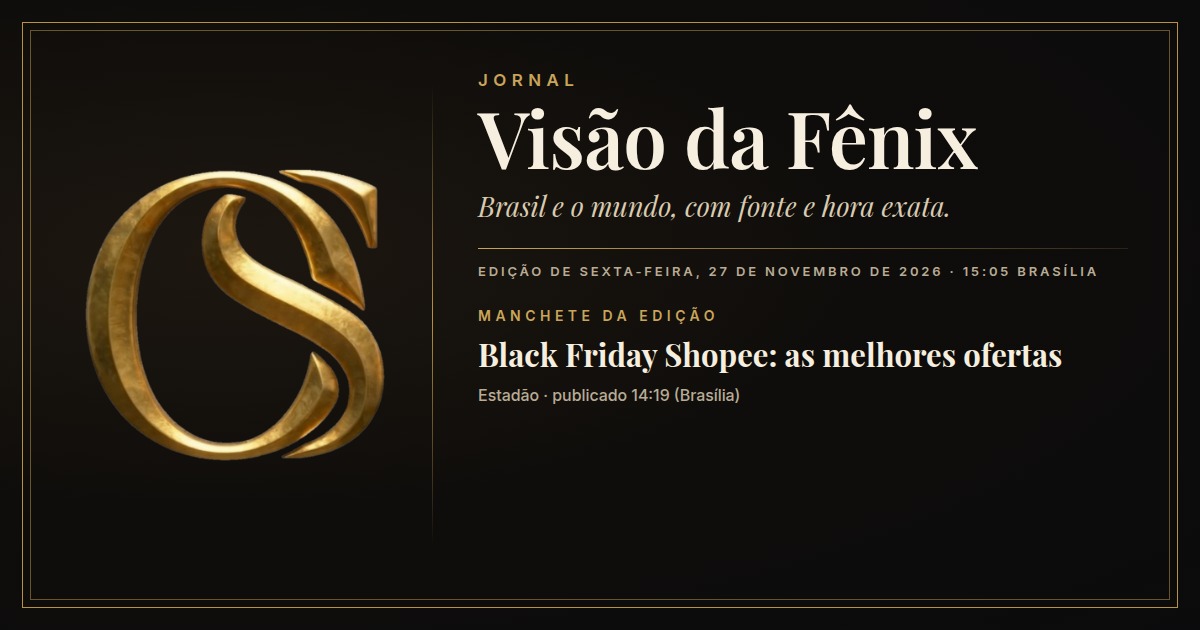 JORNAL
Visão da Fênix
Brasil e o mundo, com fonte e hora exata.
EDIÇÃO DE SEXTA-FEIRA, 27 DE NOVEMBRO DE 2026 · 15:05 BRASÍLIA
MANCHETE DA EDIÇÃO
Black Friday Shopee: as melhores ofertas
Estadão · publicado 14:19 (Brasília)